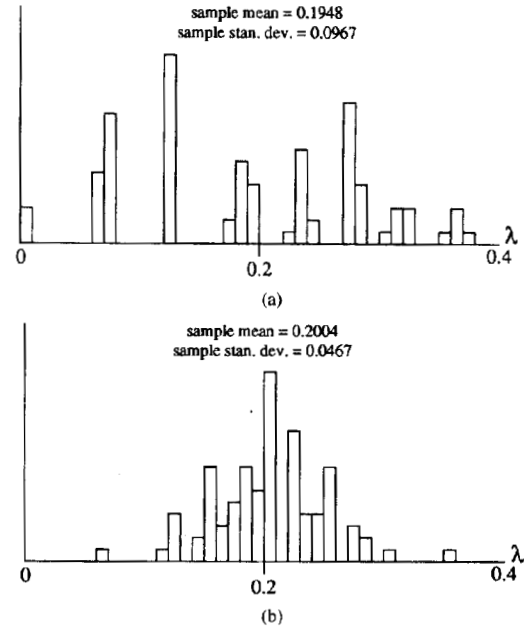 sample mean = 0.1948
sample stan. dev. = 0.0967
λ
0
0.2
0.4
(a)
sample mean = 0.2004
sample stan. dev. = 0.0467
λ
0
0.2
0.4
(b)